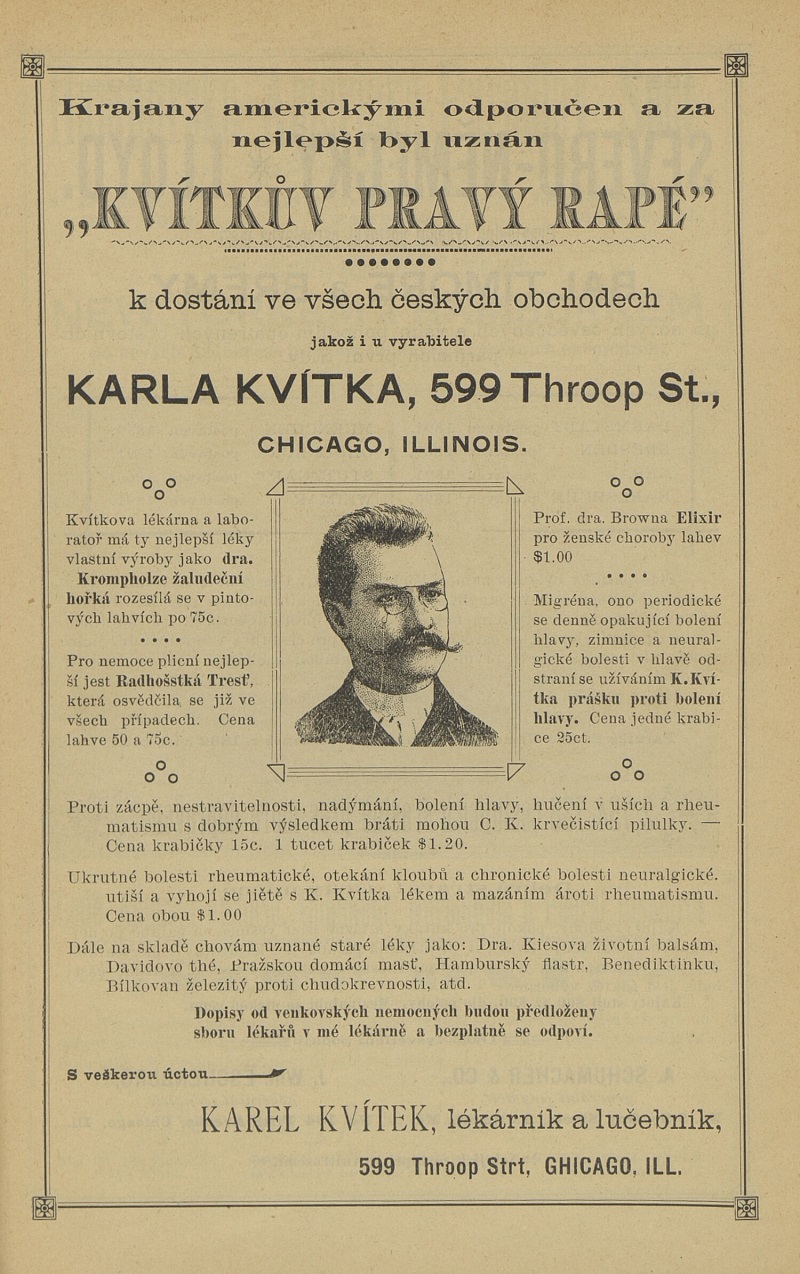 Krajany americkými odporučen a za
nejlepší byl uznán
„KVÍTKŮV PRAVÝ RAPÉ”
k dostání ve všech českých obchodech
jakož i u vyrabitele
KARLA KVÍTKA, 599 Throop St.,
CHICAGO, ILLINOIS.
Kvítkova lékárna a labo-
ratoř má ty nejlepší léky
vlastní výroby jako dra.
Krompholze žaludeční
hořká rozesílá se v pinto-
vých lahvích po 75c.
Pro nemoce plicní nejlep-
ší jest Radhoštská Tresť,
která osvědčila se již ve
všech případech. Cena
lahve 50 a 75c.
Prof. dra. Browna Elixir
pro ženské choroby lahev
$1.00
Migréna, ono periodické
se denně opakující bolení
hlavy, zimnice a neural-
gické bolesti v hlavě od-
straní se užíváním K. Kví-
tka prášku proti bolení
hlavy. Cena jedné krabi-
ce 25ct.
Proti zácpě, nestravitelnosti, nadýmání, bolení hlavy, hučení v uších a rheu-
matismu s dobrým výsledkem bráti mohou C. K. krvečistící pilulky. —
Cena krabičky 15c. 1 tucet krabiček $1.20.
Ukrutné bolesti rheumatické, otekání kloubů a chronické bolesti neuralgické.
utiší a vyhojí se jiětě s K. Kvítka lékem a mazáním ároti rheumatismu.
Cena obou $1.00
Dále na skladě chovám uznané staré léky jako: Dra. Kiesova životní balsám,
Davidovo thé, Pražskou domácí masť, Hamburský flastr, Benediktinku,
Bílkovan železitý proti chudokrevnosti, atd.
Dopisy od venkovských nemocných budou předloženy
sboru lékařů v mé lékárně a bezplatně se odpoví.
S veškerou úctou
KAREL KVÍTEK, lékárník a lučebník,
599 Throop Strt, GHICAGO, ILL.